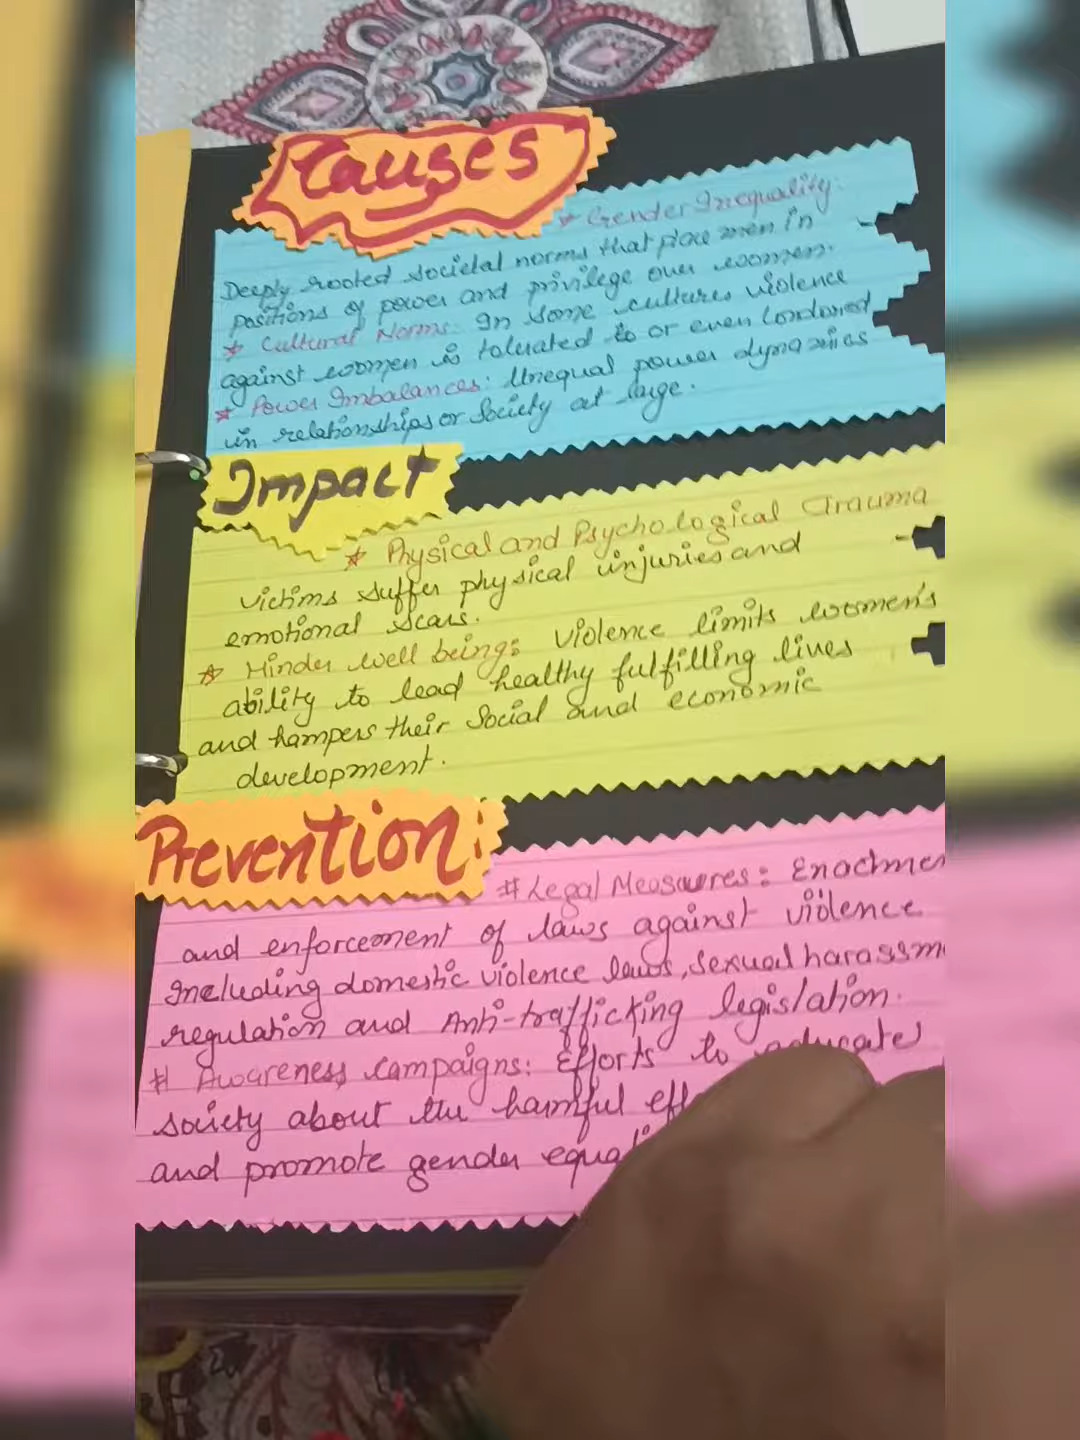 Causes
* Gender Inequality:
Deeply rooted societal norms that place men in
positions of power and privilege over women.
* Cultural Norms: In some cultures violence
against women is toluated to or even Condoned
* Power Imbalances: Unequal power dynamics
in relationships or Society at large.
Impact
* Physical and Psychological Trauma
victims suffer physical injuries and
emotional scars.
* Hinder well being: violence limits women's
ability to lead healthy fulfilling lives
and hampers their Social and economic
development.
Prevention:
# Legal Measures: Enactme
and enforcement of laws against violence
Including domestic violence laws, sexual harassm
regulation and Anti-trafficking legislation.
# Awareness Campaigns: Efforts to educate
society about the harmful eff
and promote gender equal